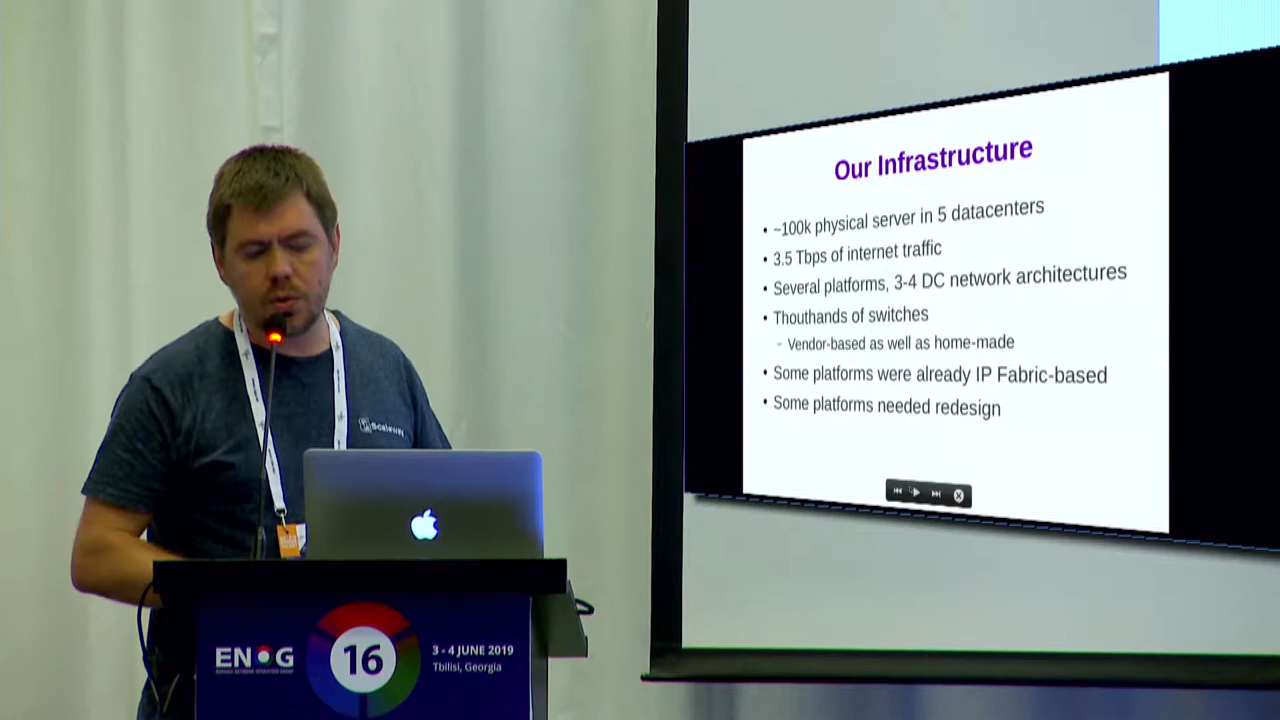 Our Infrastructure
~100k physical server in 5 datacenters
3.5 Tbps of internet traffic
Several platforms, 3-4 DC network architectures
Thouthands of switches
Vendor-based as well as home-made
Some platforms were already IP Fabric-based
Some platforms needed redesign
Scaleway
ENOG
16
3 - 4 JUNE 2019
Tbilisi, Georgia